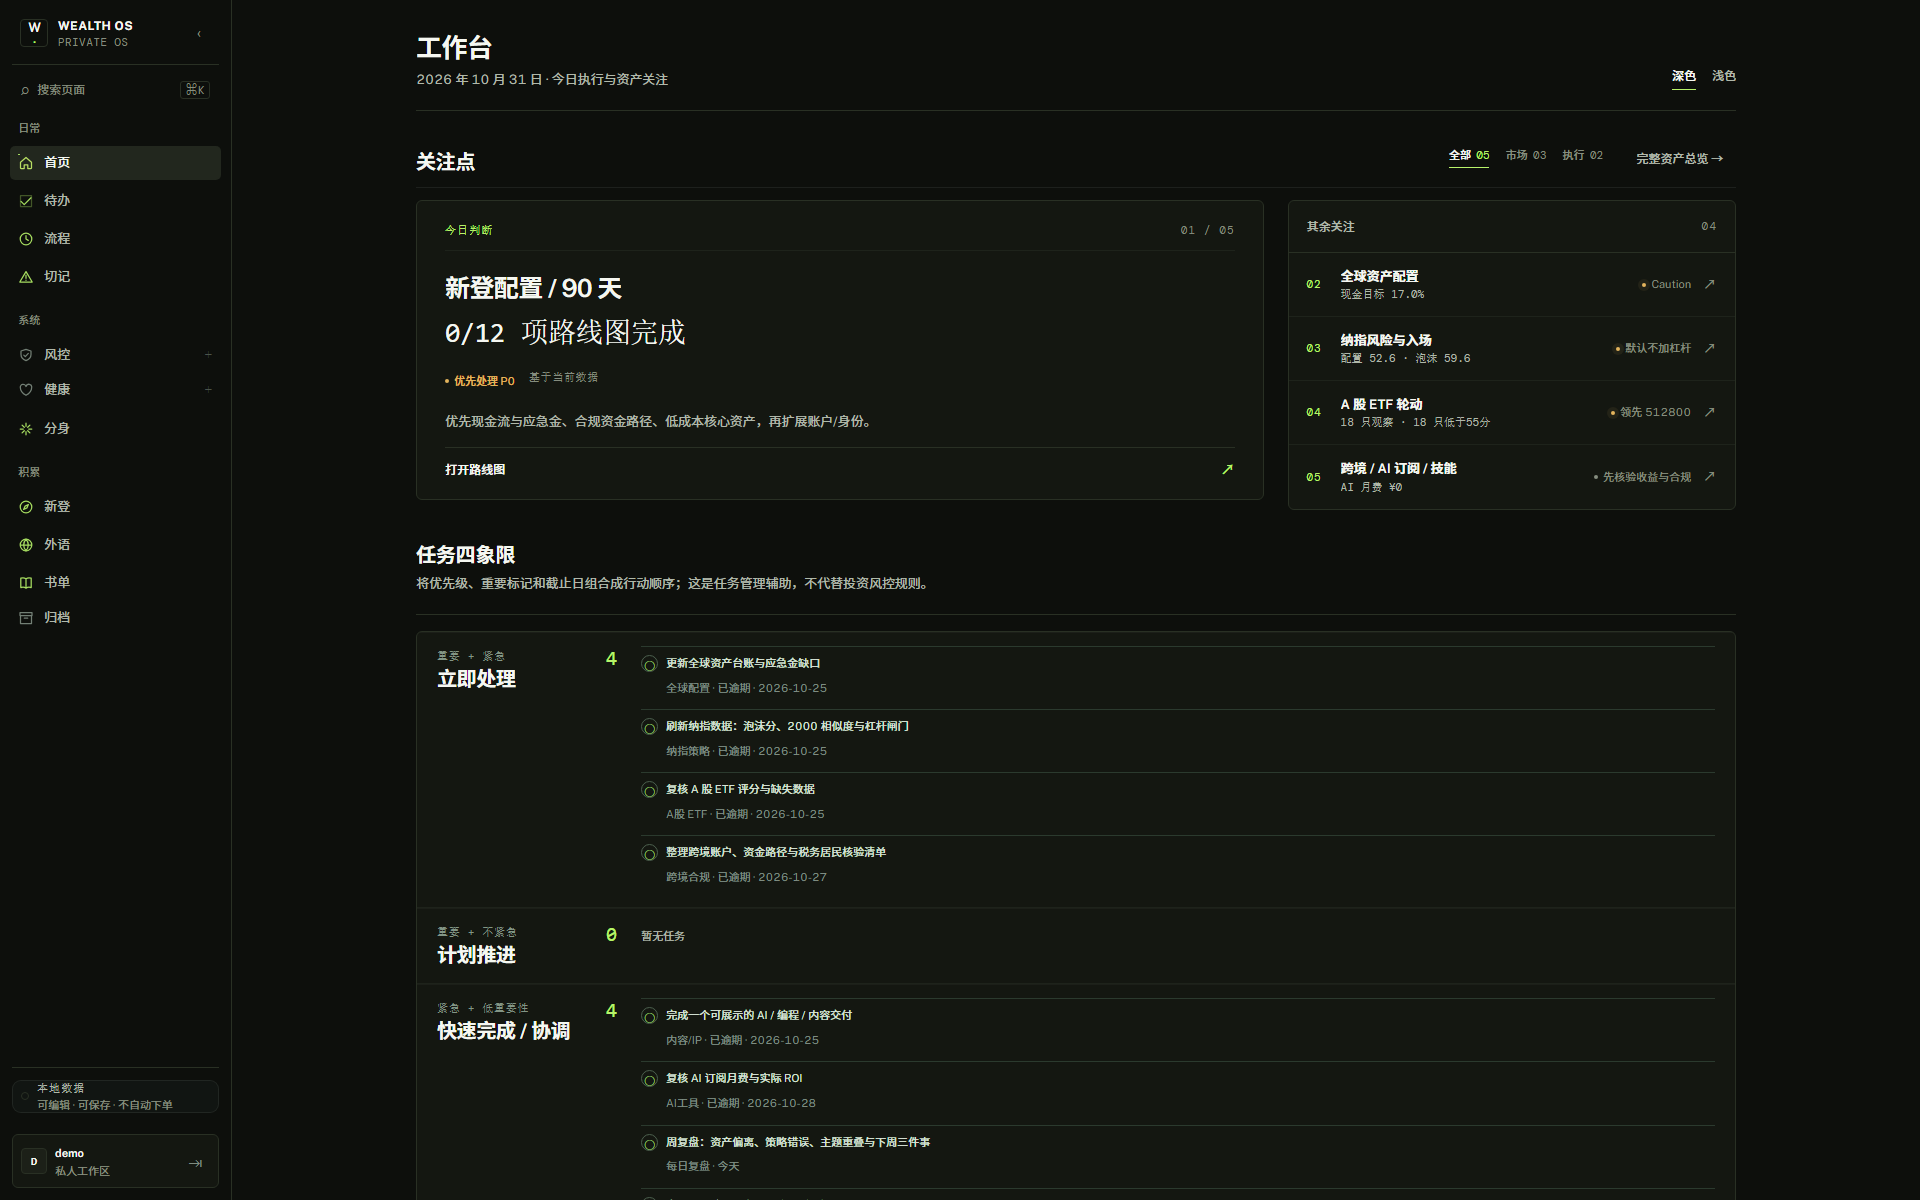 W
WEALTH OS
PRIVATE OS
‹
搜索页面
⌘K
日常
首页
待办
流程
切记
系统
风控 +
健康 +
分身
积累
新登
外语
书单
归档
本地数据
可编辑 · 可保存 · 不自动下单
D
demo
私人工作区
工作台
2026 年 10 月 31 日 · 今日执行与资产关注
深色 浅色
关注点
全部 05 市场 03 执行 02 完整资产总览 →
今日判断 01 / 05
新登配置 / 90 天
0/12 项路线图完成
优先处理 P0 基于当前数据
优先现金流与应急金、合规资金路径、低成本核心资产，再扩展账户/身份。
打开路线图 ↗
其余关注 04
02 全球资产配置
现金目标 17.0%
Caution ↗
03 纳指风险与入场
配置 52.6 · 泡沫 59.6
默认不加杠杆 ↗
04 A 股 ETF 轮动
18 只观察 · 18 只低于55分
领先 512800 ↗
05 跨境 / AI 订阅 / 技能
AI 月费 ¥0
先核验收益与合规 ↗
任务四象限
将优先级、重要标记和截止日组合成行动顺序；这是任务管理辅助，不代替投资风控规则。
重要 + 紧急
立即处理
4
更新全球资产台账与应急金缺口
全球配置 · 已逾期 · 2026-10-25
刷新纳指数据：泡沫分、2000 相似度与杠杆闸门
纳指策略 · 已逾期 · 2026-10-25
复核 A 股 ETF 评分与缺失数据
A股 ETF · 已逾期 · 2026-10-25
整理跨境账户、资金路径与税务居民核验清单
跨境合规 · 已逾期 · 2026-10-27
重要 + 不紧急
计划推进
0
暂无任务
紧急 + 低重要性
快速完成 / 协调
4
完成一个可展示的 AI / 编程 / 内容交付
内容/IP · 已逾期 · 2026-10-25
复核 AI 订阅月费与实际 ROI
AI工具 · 已逾期 · 2026-10-28
周复盘：资产偏离、策略错误、主题重叠与下周三件事
每日复盘 · 今天